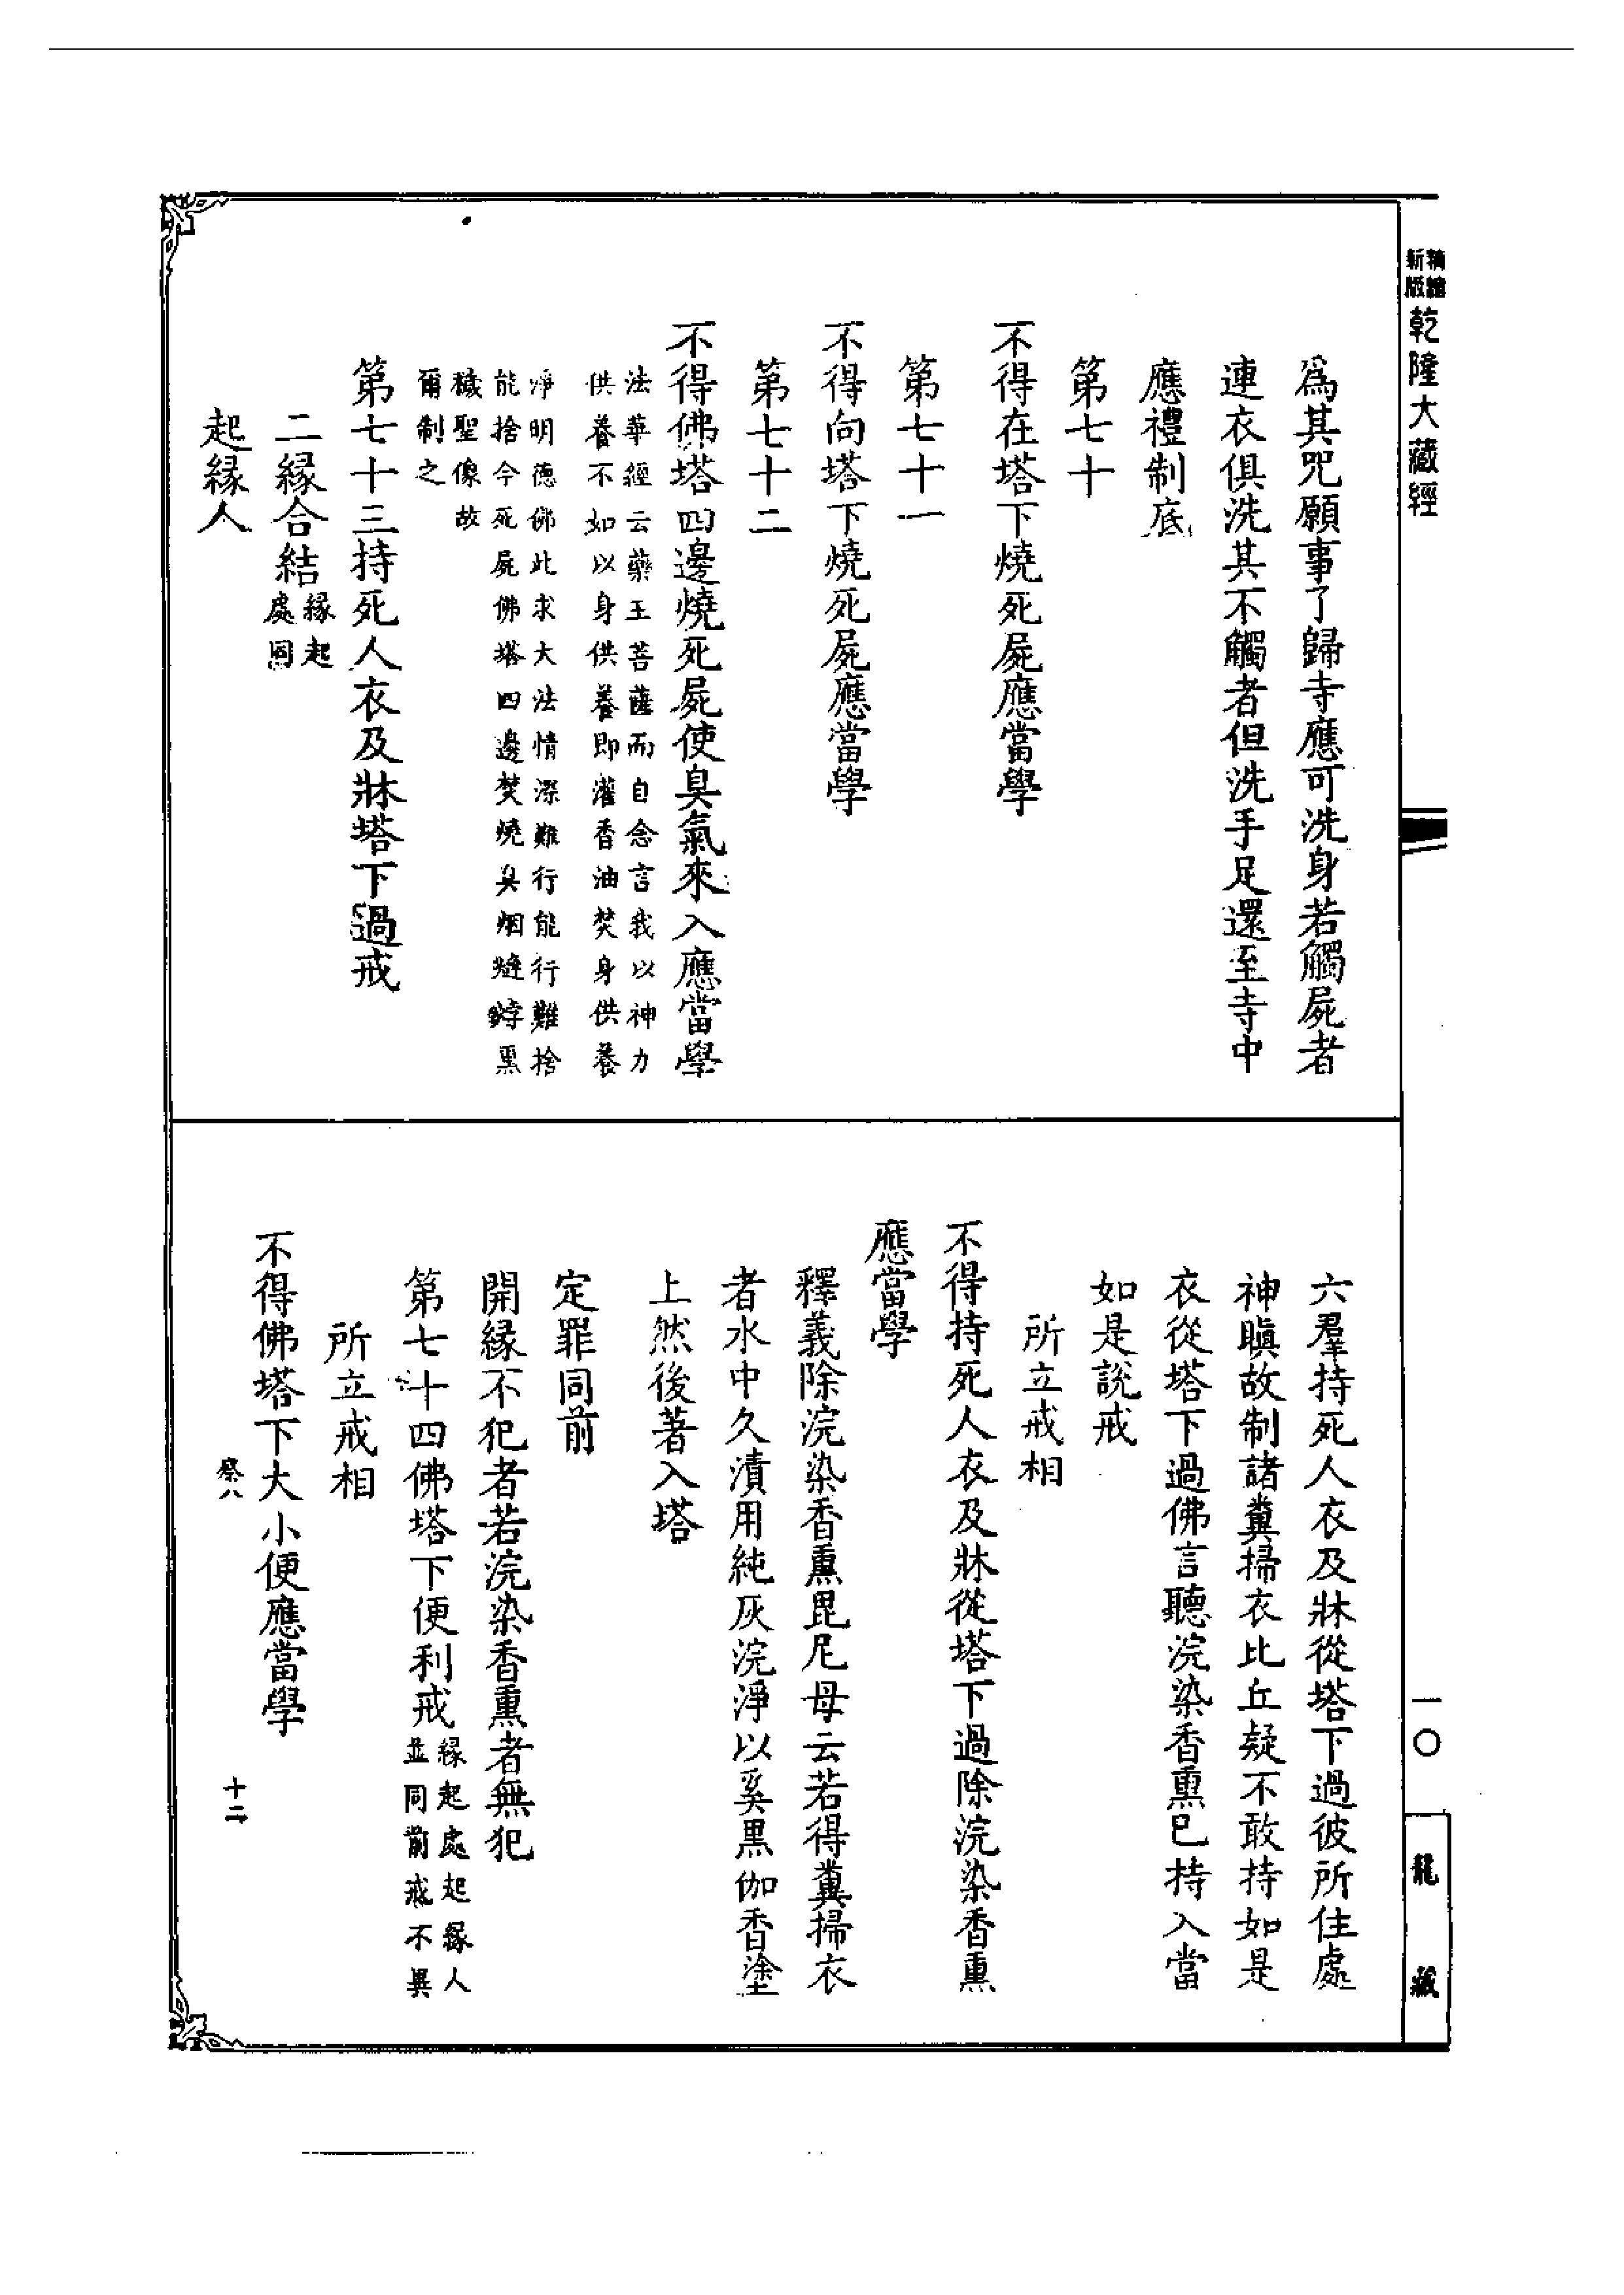 新版
精縮
乾隆大藏經
為其咒願事了歸寺應可洗身若觸屍者
連衣俱洗其不觸者但洗手足還至寺中
應禮制底
第七十
不得在塔下燒死屍應當學
第七十一
不得向塔下燒死屍應當學
第七十二
不得佛塔四邊燒死屍使臭氣來入應當學
法華經云藥王菩薩而自念言我以神力
供養不如以身供養即灌香油焚身供養
淨明德佛此求大法情深難行能行難捨
能捨今死屍佛塔四邊焚燒臭烟熢㶿熏
穢聖像故
爾制之
第七十三持死人衣及牀塔下過戒
二緣合結緣起
處同
起緣人
六羣持死人衣及牀從塔下過彼所住處
神瞋故制諸糞掃衣比丘疑不敢持如是
衣從塔下過佛言聽浣染香熏已持入當
如是說戒
所立戒相
不得持死人衣及牀從塔下過除浣染香熏
應當學
釋義除浣染香熏毘尼母云若得糞掃衣
者水中久漬用純灰浣淨以奚黑伽香塗
上然後著入塔
定罪同前
開緣不犯者若浣染香熏者無犯
第七十四佛塔下便利戒緣起處起緣人
並同前戒不異
所立戒相
不得佛塔下大小便應當學
十二
一〇
龍藏